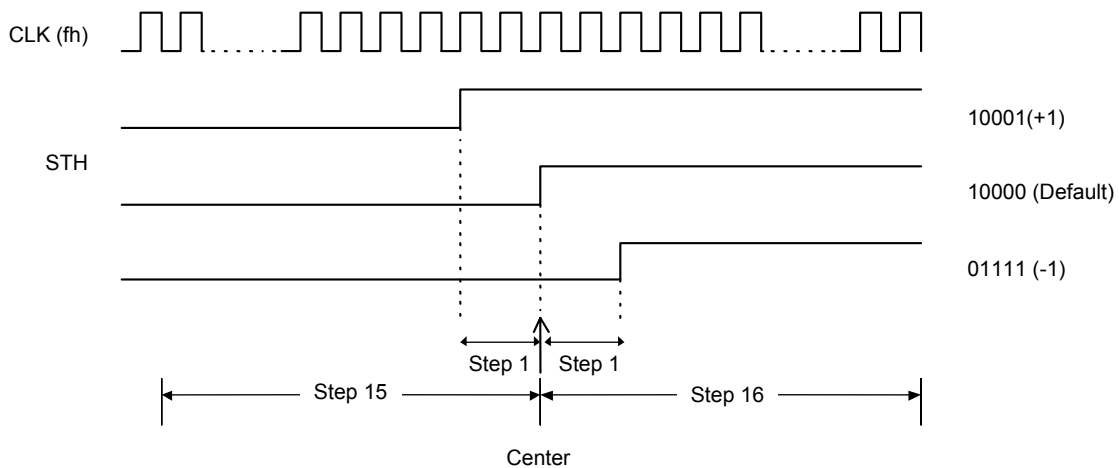 CLK (fh)
10001(+1)
STH
10000 (Default)
01111 (-1)
Step 1
Step 1
Step 15
Step 16
Center